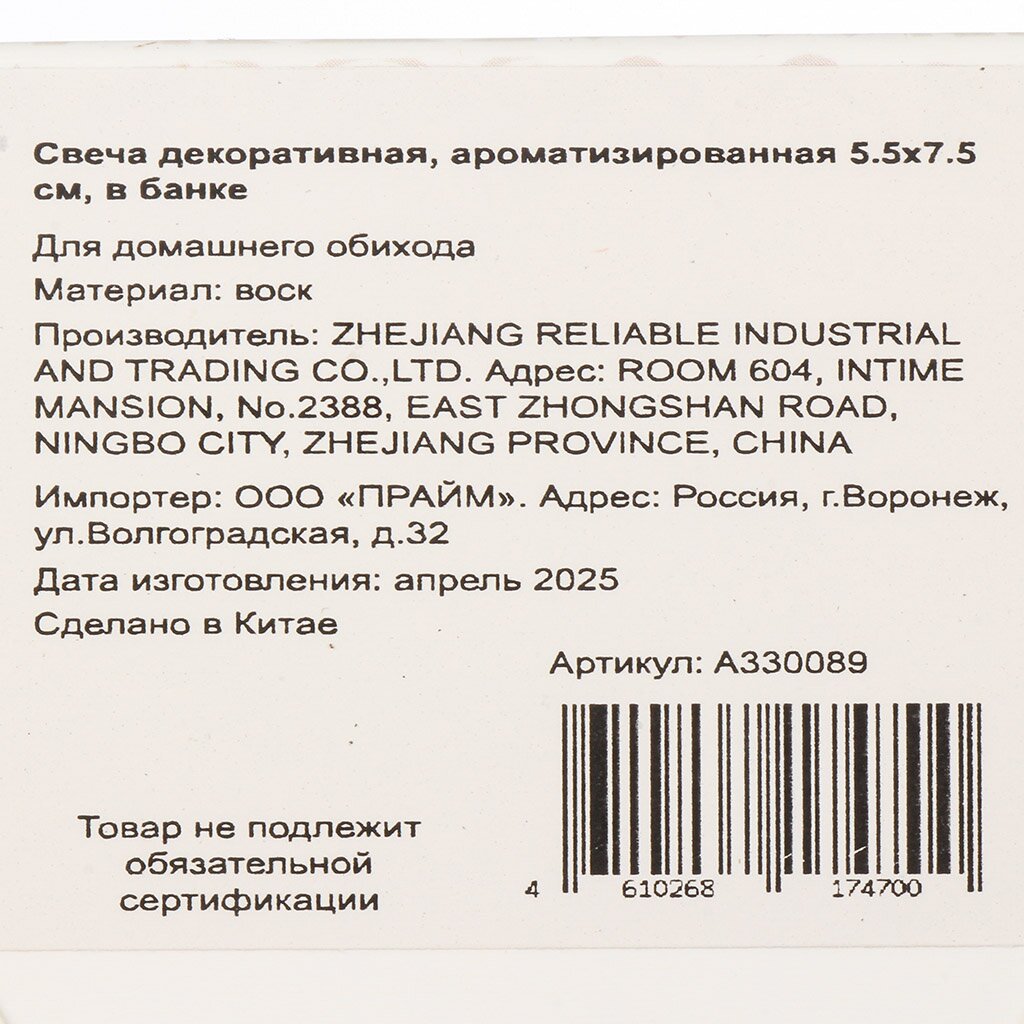 Свеча декоративная, ароматизированная 5.5x7.5
см, в банке
Для домашнего обихода
Материал: воск
Производитель: ZHEJIANG RELIABLE INDUSTRIAL
AND TRADING CO.,LTD. Адрес: ROOM 604, INTIME
MANSION, No.2388, EAST ZHONGSHAN ROAD,
NINGBO CITY, ZHEJIANG PROVINCE, CHINA
Импортер: ООО «ПРАЙМ». Адрес: Россия, г.Воронеж,
ул.Волгоградская, д.32
Дата изготовления: апрель 2025
Сделано в Китае
Артикул: А330089
Товар не подлежит
обязательной
сертификации
4 610268 174700